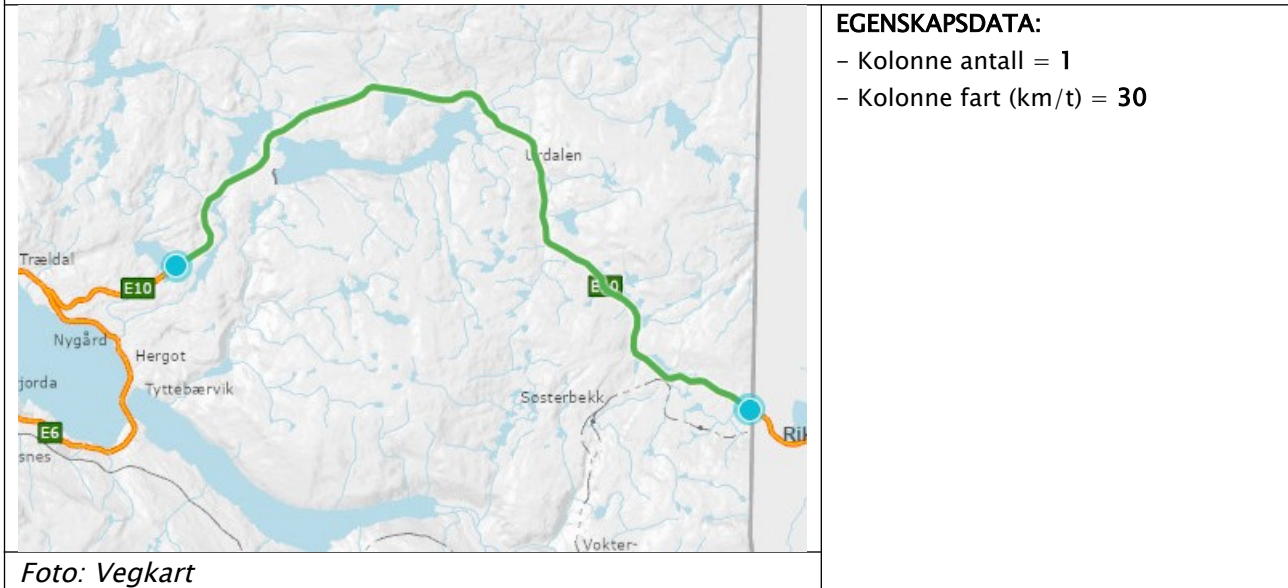 EGENSKAPSDATA:
– Kolonne antall = 1
– Kolonne fart (km/t) = 30
Urdalen
Trældal
E10
E10
Nygård
Hergot
jorda
Tyttebærvik
Søsterbekk
E6
Rik
snes
Vokter-
Foto: Vegkart